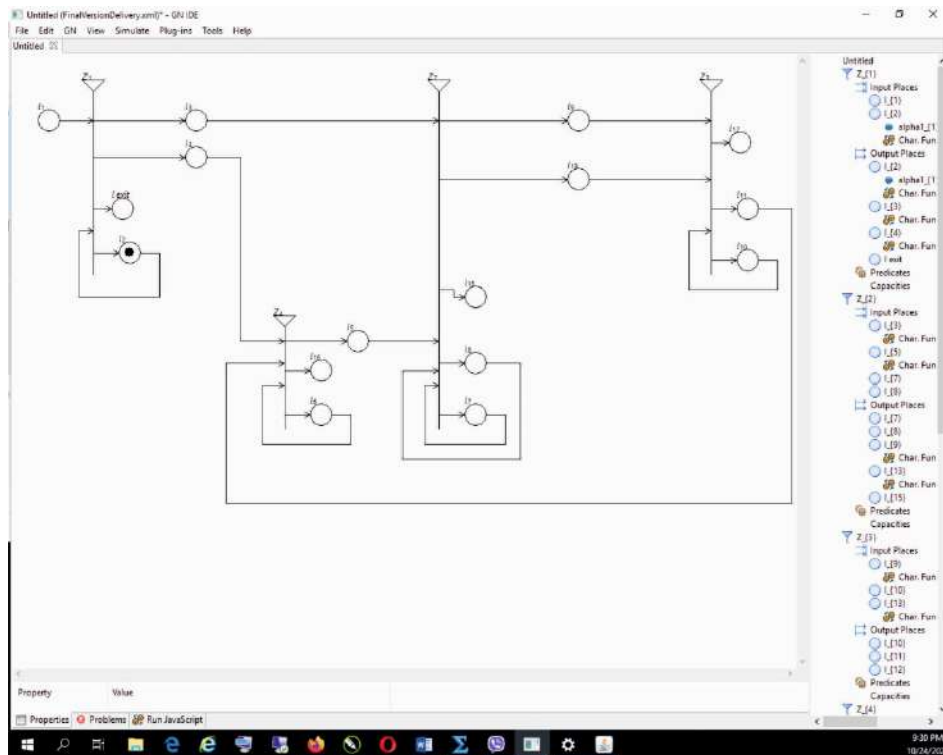 Untitled (FinalVersionDelivery.xml)* - GN IDE
File Edit GN View Simulate Plug-ins Tools Help
Untitled
Z1
Z2
Z3
l1
l3
l9
l12
l4
l13
l exit
l11
l2
l10
l15
Z4
l5
l8
l16
l6
l7
Property Value
Properties Problems Run JavaScript
Untitled
Z_{1}
Input Places
l_{1}
l_{2}
alpha1_{1
Char. Fun
Output Places
l_{2}
alpha1_{1
Char. Fun
l_{3}
Char. Fun
l_{4}
Char. Fun
l exit
Predicates
Capacities
Z_{2}
Input Places
l_{3}
Char. Fun
l_{5}
Char. Fun
l_{7}
l_{8}
Output Places
l_{7}
l_{8}
l_{9}
Char. Fun
l_{13}
Char. Fun
l_{15}
Predicates
Capacities
Z_{3}
Input Places
l_{9}
Char. Fun
l_{10}
l_{13}
Char. Fun
Output Places
l_{10}
l_{11}
l_{12}
Predicates
Capacities
Z_{4}
9:30 PM
10/24/20